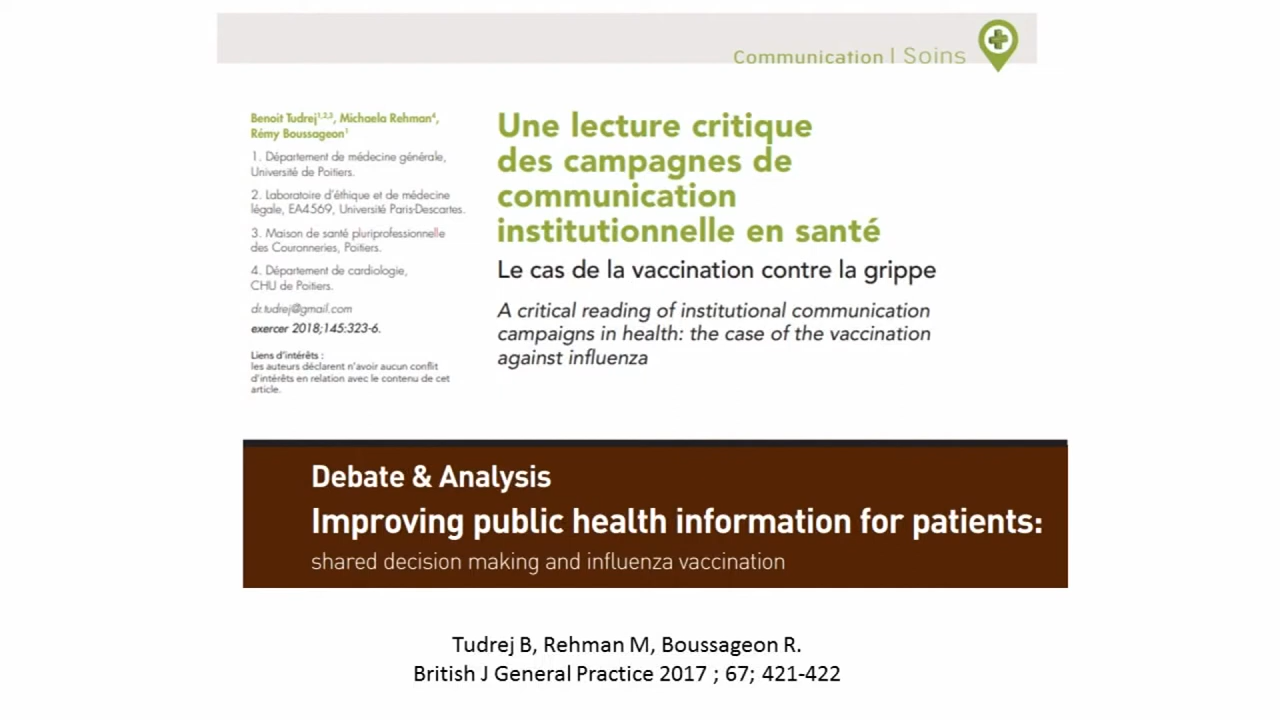 Communication | Soins
Benoit Tudrej1,2,3, Michaela Rehman4,
Rémy Boussageon1
1. Département de médecine générale,
Université de Poitiers.
2. Laboratoire d'éthique et de médecine
légale, EA4569, Université Paris-Descartes.
3. Maison de santé pluriprofessionnelle
des Couronneries, Poitiers.
4. Département de cardiologie,
CHU de Poitiers.
dr.tudrej@gmail.com
exercer 2018;145:323-6.
Liens d'intérêts :
les auteurs déclarent n'avoir aucun conflit
d'intérêts en relation avec le contenu de cet
article.
Une lecture critique
des campagnes de
communication
institutionnelle en santé
Le cas de la vaccination contre la grippe
A critical reading of institutional communication
campaigns in health: the case of the vaccination
against influenza
Debate & Analysis
Improving public health information for patients:
shared decision making and influenza vaccination
Tudrej B, Rehman M, Boussageon R.
British J General Practice 2017 ; 67; 421-422